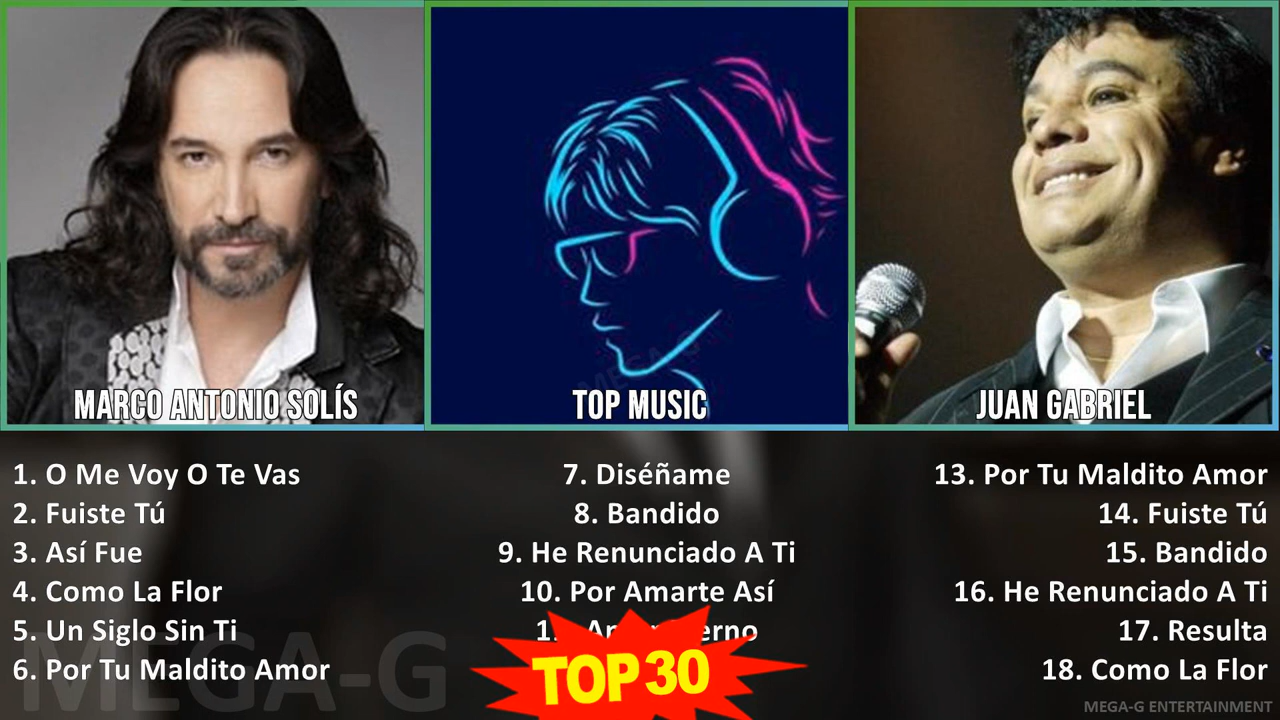 MARCO ANTONIO SOLÍS
TOP MUSIC
JUAN GABRIEL
1. O Me Voy O Te Vas
2. Fuiste Tú
3. Así Fue
4. Como La Flor
5. Un Siglo Sin Ti
6. Por Tu Maldito Amor
7. Diséñame
8. Bandido
9. He Renunciado A Ti
10. Por Amarte Así
TOP 30
13. Por Tu Maldito Amor
14. Fuiste Tú
15. Bandido
16. He Renunciado A Ti
17. Resulta
18. Como La Flor
MEGA-G
MEGA-G ENTERTAINMENT